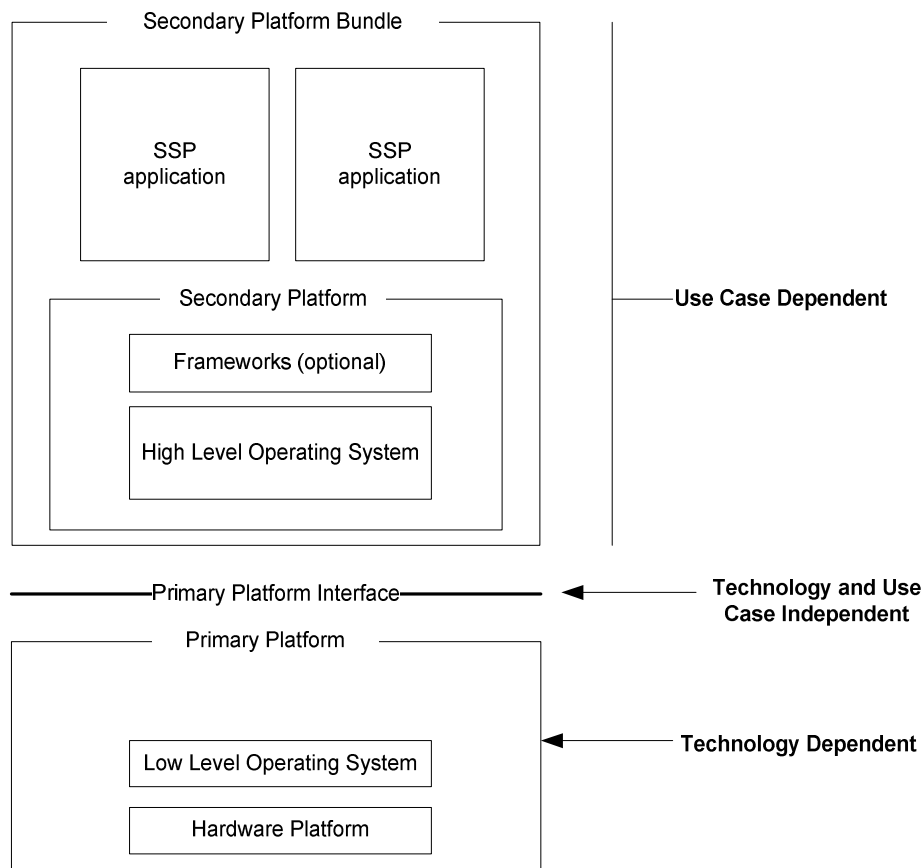 Secondary Platform Bundle
SSP
application
SSP
application
Secondary Platform
Use Case Dependent
Frameworks (optional)
High Level Operating System
Primary Platform Interface
Technology and Use
Case Independent
Primary Platform
Technology Dependent
Low Level Operating System
Hardware Platform